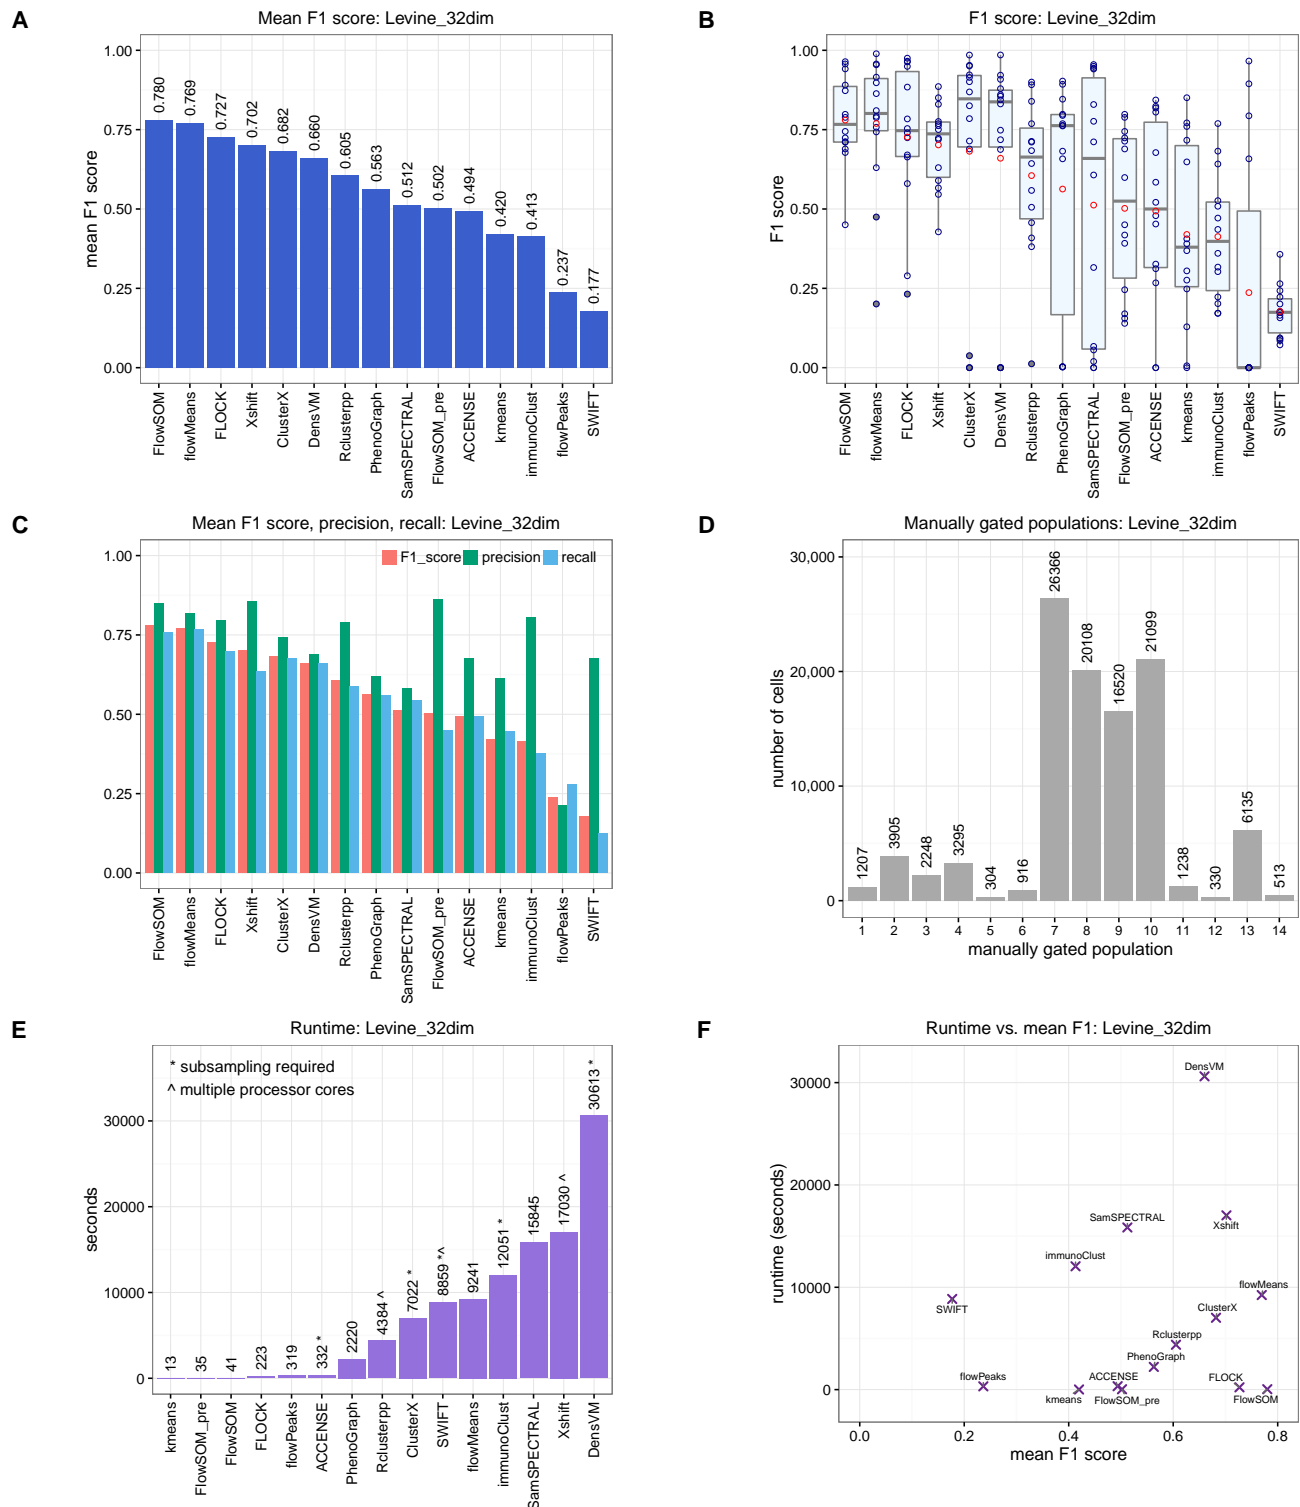 A
Mean F1 score: Levine_32dim
mean F1 score
1.00
0.75
0.50
0.25
0.00
0.780
0.769
0.727
0.702
0.682
0.660
0.605
0.563
0.512
0.502
0.494
0.420
0.413
0.237
0.177
FlowSOM
flowMeans
FLOCK
Xshift
ClusterX
DensVM
Rclusterpp
PhenoGraph
SamSPECTRAL
FlowSOM_pre
ACCENSE
kmeans
immunoClust
flowPeaks
SWIFT
B
F1 score: Levine_32dim
F1 score
1.00
0.75
0.50
0.25
0.00
FlowSOM
flowMeans
FLOCK
Xshift
ClusterX
DensVM
Rclusterpp
PhenoGraph
SamSPECTRAL
FlowSOM_pre
ACCENSE
kmeans
immunoClust
flowPeaks
SWIFT
C
Mean F1 score, precision, recall: Levine_32dim
F1_score precision recall
1.00
0.75
0.50
0.25
0.00
FlowSOM
flowMeans
FLOCK
Xshift
ClusterX
DensVM
Rclusterpp
PhenoGraph
SamSPECTRAL
FlowSOM_pre
ACCENSE
kmeans
immunoClust
flowPeaks
SWIFT
D
Manually gated populations: Levine_32dim
number of cells
30,000
20,000
10,000
0
1207
3905
2248
3295
304
916
26366
20108
16520
21099
1238
330
6135
513
1 2 3 4 5 6 7 8 9 10 11 12 13 14
manually gated population
E
Runtime: Levine_32dim
* subsampling required
^ multiple processor cores
seconds
30000
20000
10000
0
13
35
41
223
319
332 *
2220
4384 ^
7022 *
8859 *^
9241
12051 *
15845
17030 ^
30613 *
kmeans
FlowSOM_pre
FlowSOM
FLOCK
flowPeaks
ACCENSE
PhenoGraph
Rclusterpp
ClusterX
SWIFT
flowMeans
immunoClust
SamSPECTRAL
Xshift
DensVM
F
Runtime vs. mean F1: Levine_32dim
runtime (seconds)
30000
20000
10000
0
DensVM
SamSPECTRAL
Xshift
immunoClust
flowMeans
SWIFT
ClusterX
Rclusterpp
PhenoGraph
flowPeaks
ACCENSE
FLOCK
kmeans
FlowSOM_pre
FlowSOM
0.0 0.2 0.4 0.6 0.8
mean F1 score